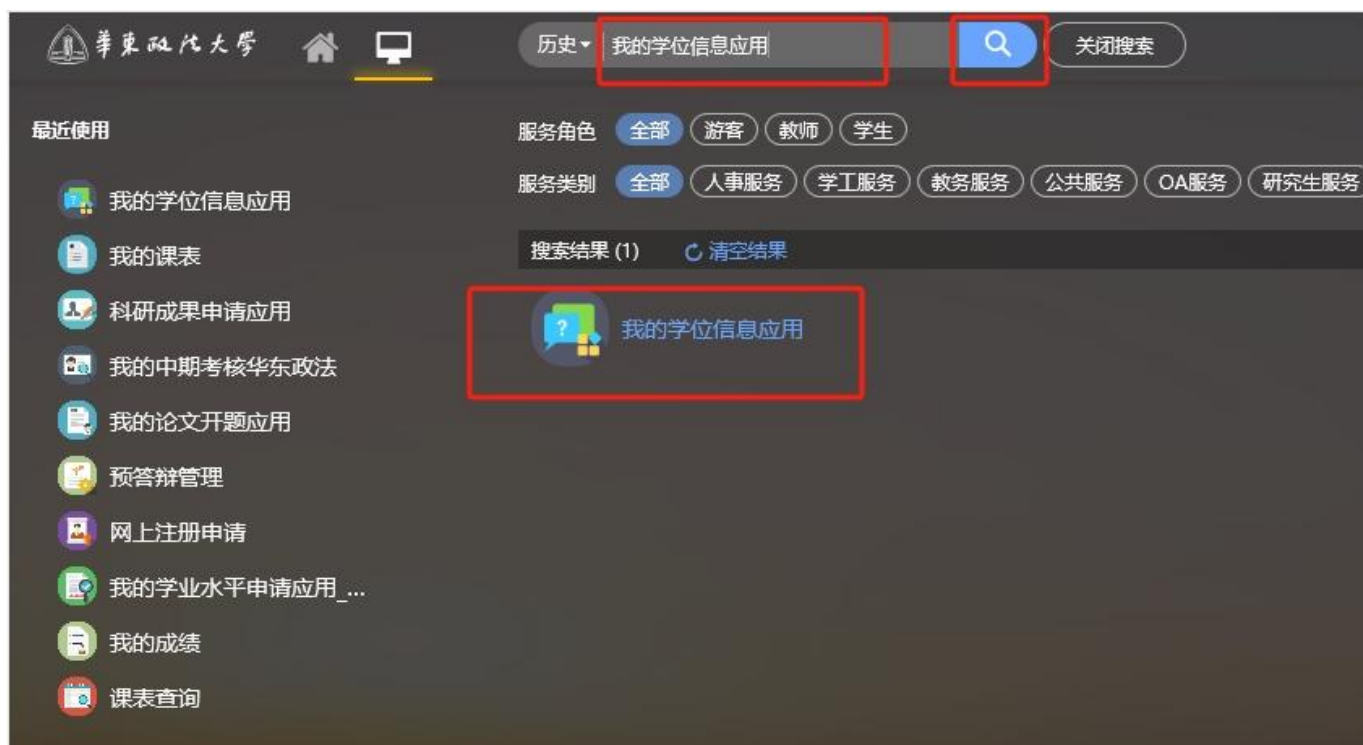 華東政法大學
历史 我的学位信息应用 关闭搜索
最近使用
我的学位信息应用
我的课表
科研成果申请应用
我的中期考核华东政法
我的论文开题应用
预答辩管理
网上注册申请
我的学业水平申请应用_...
我的成绩
课表查询
服务角色 全部 游客 教师 学生
服务类别 全部 人事服务 学工服务 教务服务 公共服务 OA服务 研究生服务
搜索结果 (1) 清空结果
? 我的学位信息应用